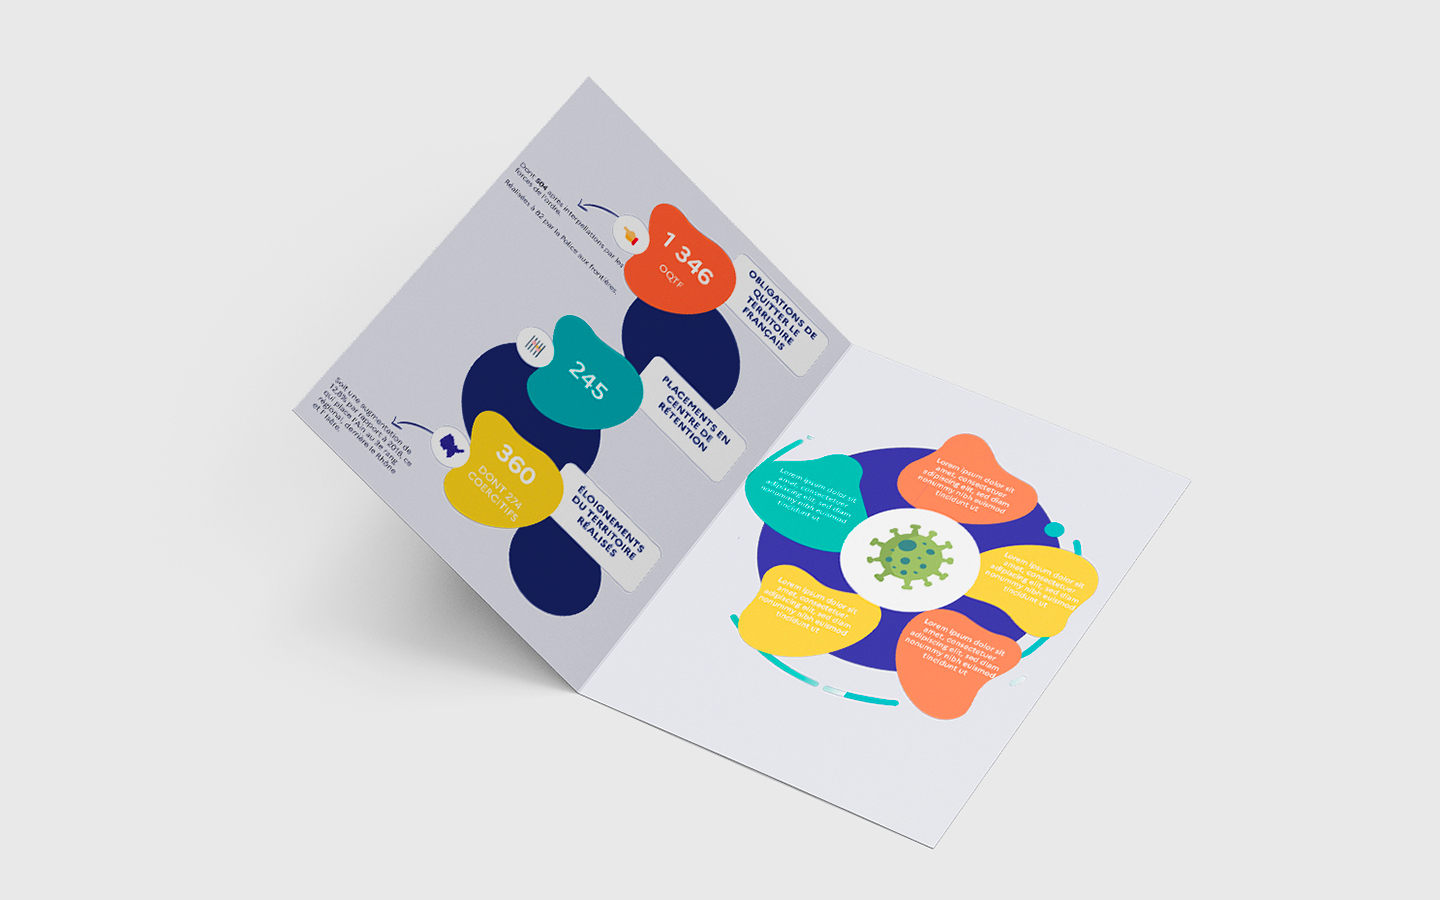 Dont 504 après interpellations par les
forces de l'ordre.
Réalisées à 82 par la Police aux frontières.
1 346
OQTF
OBLIGATIONS DE
QUITTER LE
TERRITOIRE
FRANÇAIS
245
PLACEMENTS EN
CENTRE DE
RÉTENTION
Soit une augmentation de
12,8% par rapport à 2018, ce
qui place l'Ain au 3e rang
régional, derrière le Rhône
et l'Isère.
360
DONT 274
COERCITIFS
ÉLOIGNEMENTS
DU TERRITOIRE
RÉALISÉS
Lorem ipsum dolor sit
amet, consectetuer
adipiscing elit, sed diam
nonummy nibh euismod
tincidunt ut
Lorem ipsum dolor sit
amet, consectetuer
adipiscing elit, sed diam
nonummy nibh euismod
tincidunt ut
Lorem ipsum dolor sit
amet, consectetuer
adipiscing elit, sed diam
nonummy nibh euismod
tincidunt ut
Lorem ipsum dolor sit
amet, consectetuer
adipiscing elit, sed diam
nonummy nibh euismod
tincidunt ut
Lorem ipsum dolor sit
amet, consectetuer
adipiscing elit, sed diam
nonummy nibh euismod
tincidunt ut